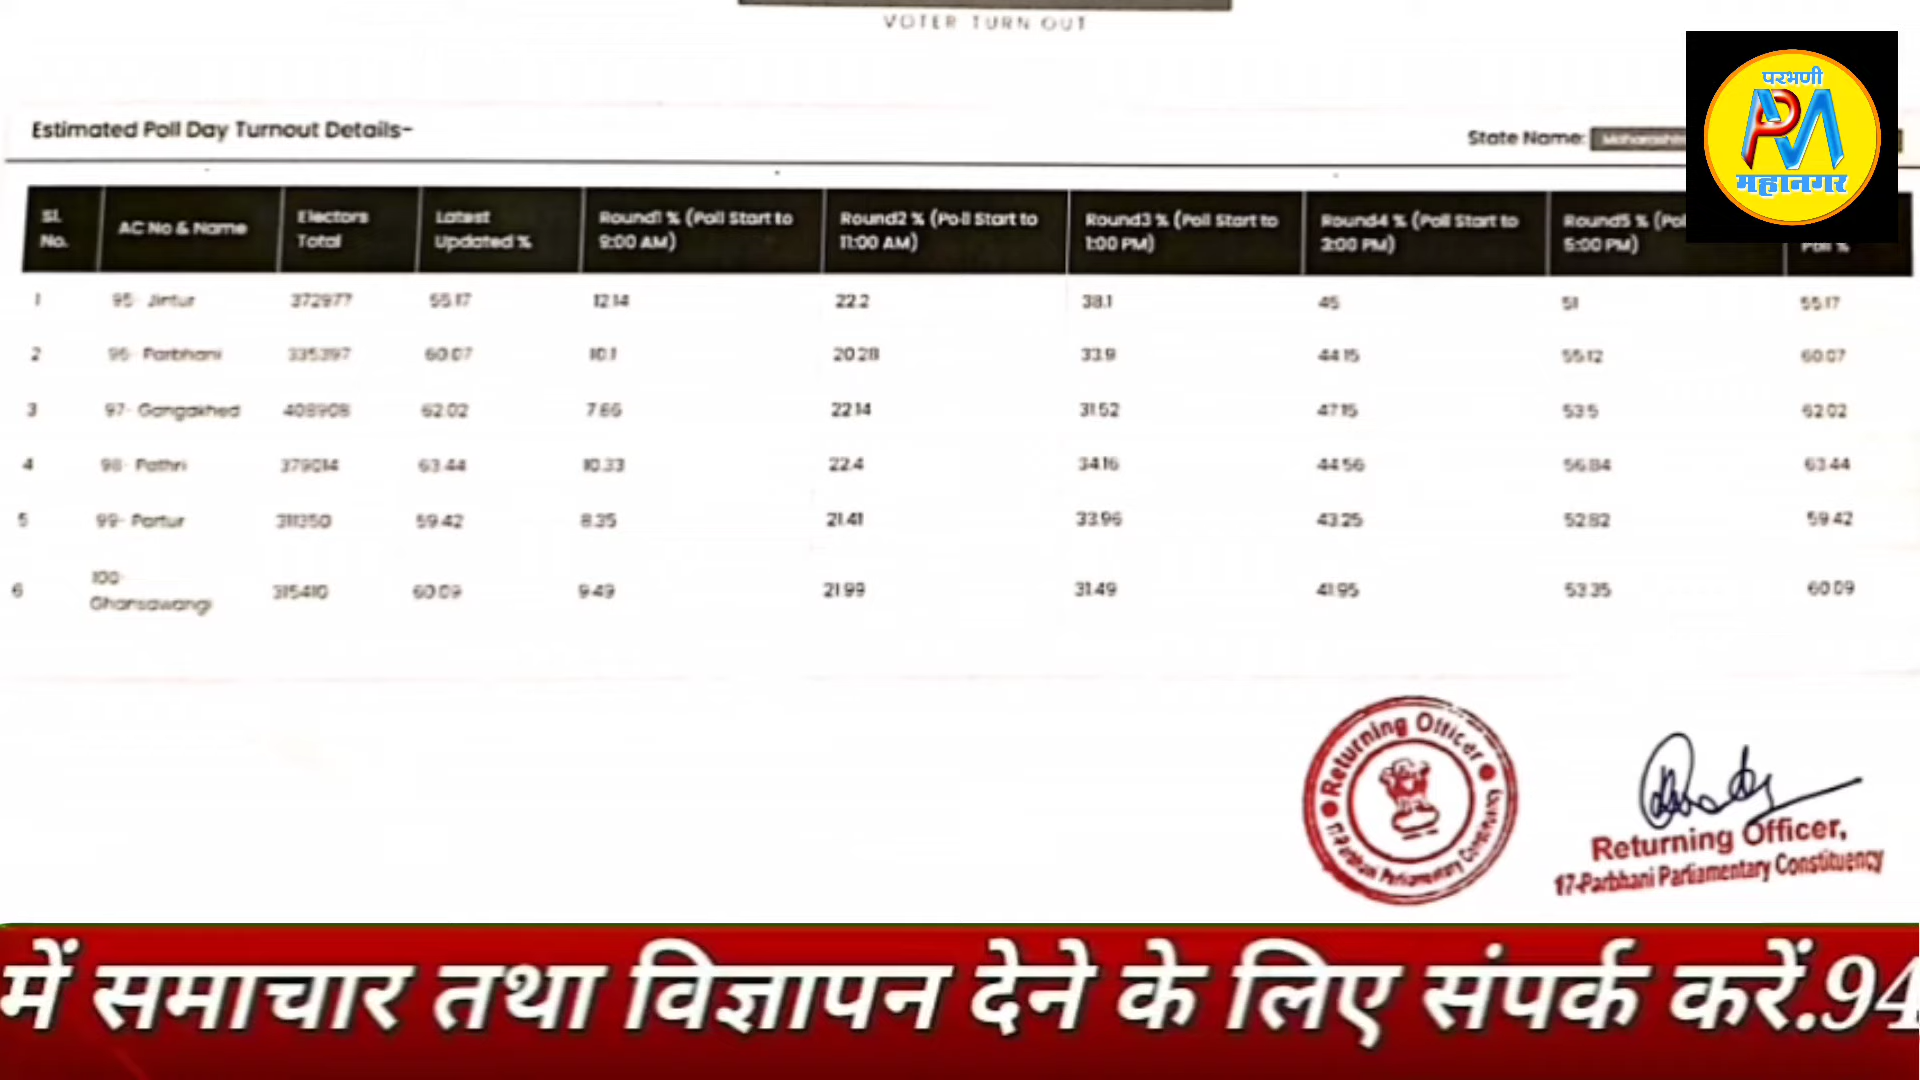 VOTER TURN OUT
परभणी
PM
महानगर
Estimated Poll Day Turnout Details-
State Name:
Sl. No. AC No & Name Electors Total Latest Updated % Round1 % (Poll Start to 9:00 AM) Round2 % (Poll Start to 11:00 AM) Round3 % (Poll Start to 1:00 PM) Round4 % (Poll Start to 3:00 PM) Round5 % (Pol 5:00 PM) Poll %
1 95- Jintur 372977 55.17 12.14 22.2 38.1 45 51 55.17
2 96- Parbhani 335397 60.07 10.1 20.28 33.9 44.15 55.12 60.07
3 97- Gangakhed 408908 62.02 7.66 22.14 31.52 47.15 53.5 62.02
4 98- Pathri 379014 63.44 10.33 22.4 34.16 44.56 56.84 63.44
5 99- Partur 311350 59.42 8.35 21.41 33.96 43.25 52.82 59.42
6 100- Ghansawangi 315410 60.09 9.49 21.99 31.49 41.95 53.35 60.09
Returning Officer
17-Parbhani Parliamentary Constituency
Returning Officer,
17-Parbhani Parliamentary Constituency
में समाचार तथा विज्ञापन देने के लिए संपर्क करें.94